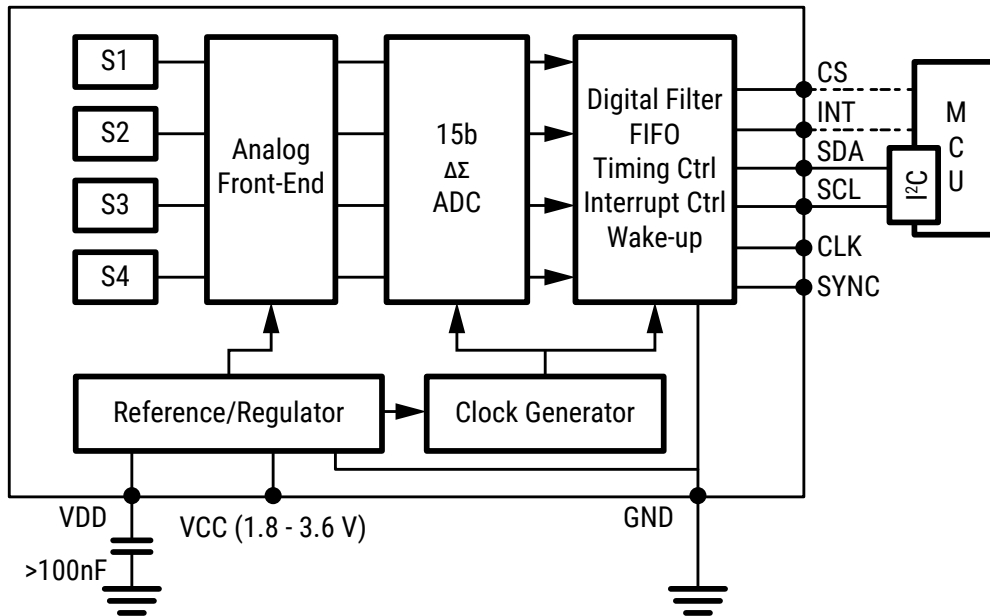 S1
S2
S3
S4
Analog
Front-End
15b
ΔΣ
ADC
Digital Filter
FIFO
Timing Ctrl
Interrupt Ctrl
Wake-up
CS
INT
SDA
SCL
CLK
SYNC
I²C
M
C
U
Reference/Regulator
Clock Generator
VDD
VCC (1.8 - 3.6 V)
GND
>100nF